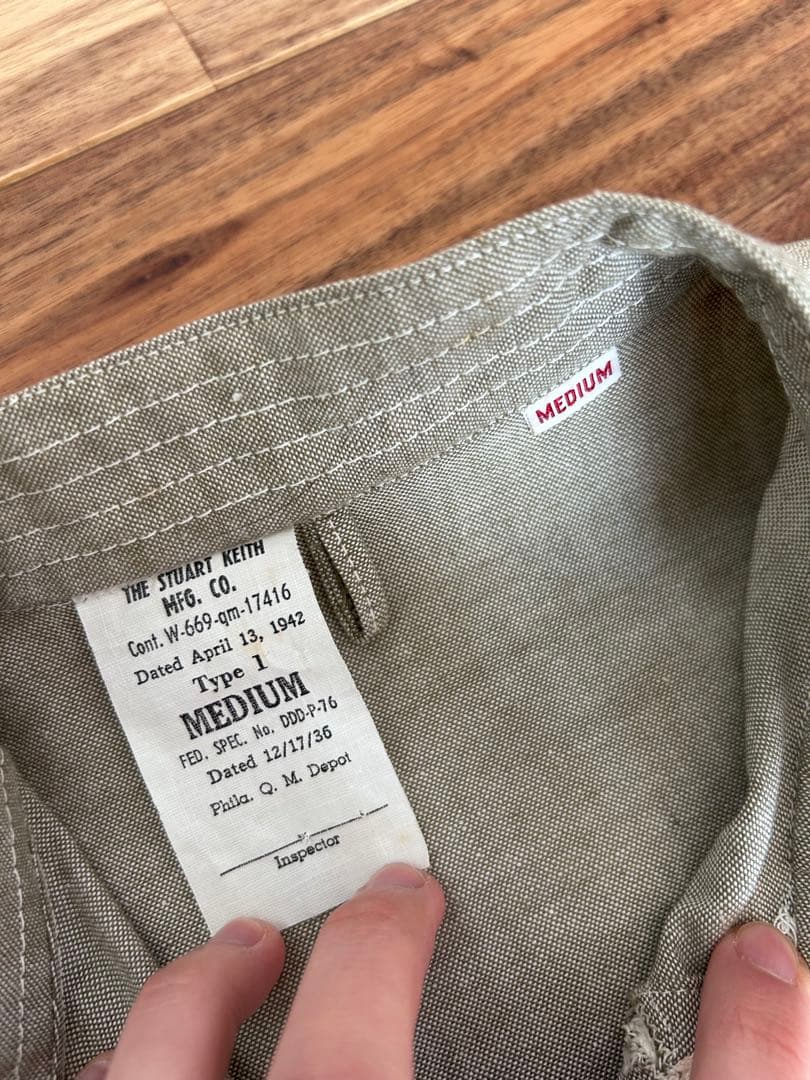 MEDIUM
THE STUART KEITH
MFG. CO.
Cont. W-669-qm-17416
Dated April 13, 1942
Type 1
MEDIUM
FED. SPEC. No. DDD-P-76
Dated 12/17/36
Phila. Q. M. Depot
Inspector